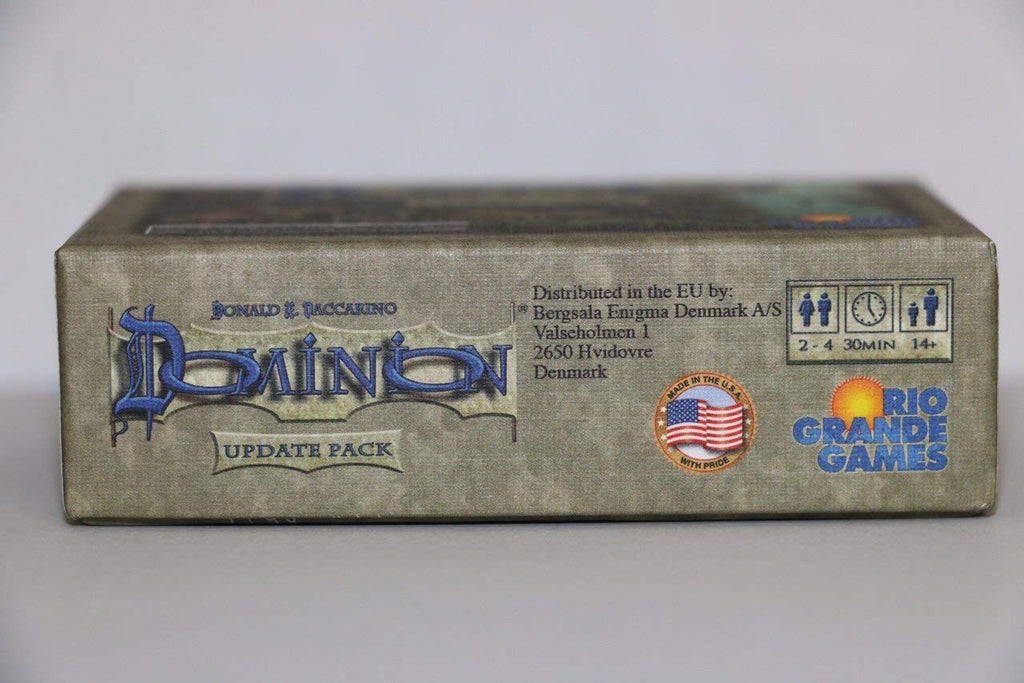 DONALD X. VACCARINO
DOMINION®
UPDATE PACK
Distributed in the EU by:
Bergsala Enigma Denmark A/S
Valseholmen 1
2650 Hvidovre
Denmark
MADE IN THE U.S.A.
WITH PRIDE
2 - 4 30MIN 14+
RIO
GRANDE
GAMES